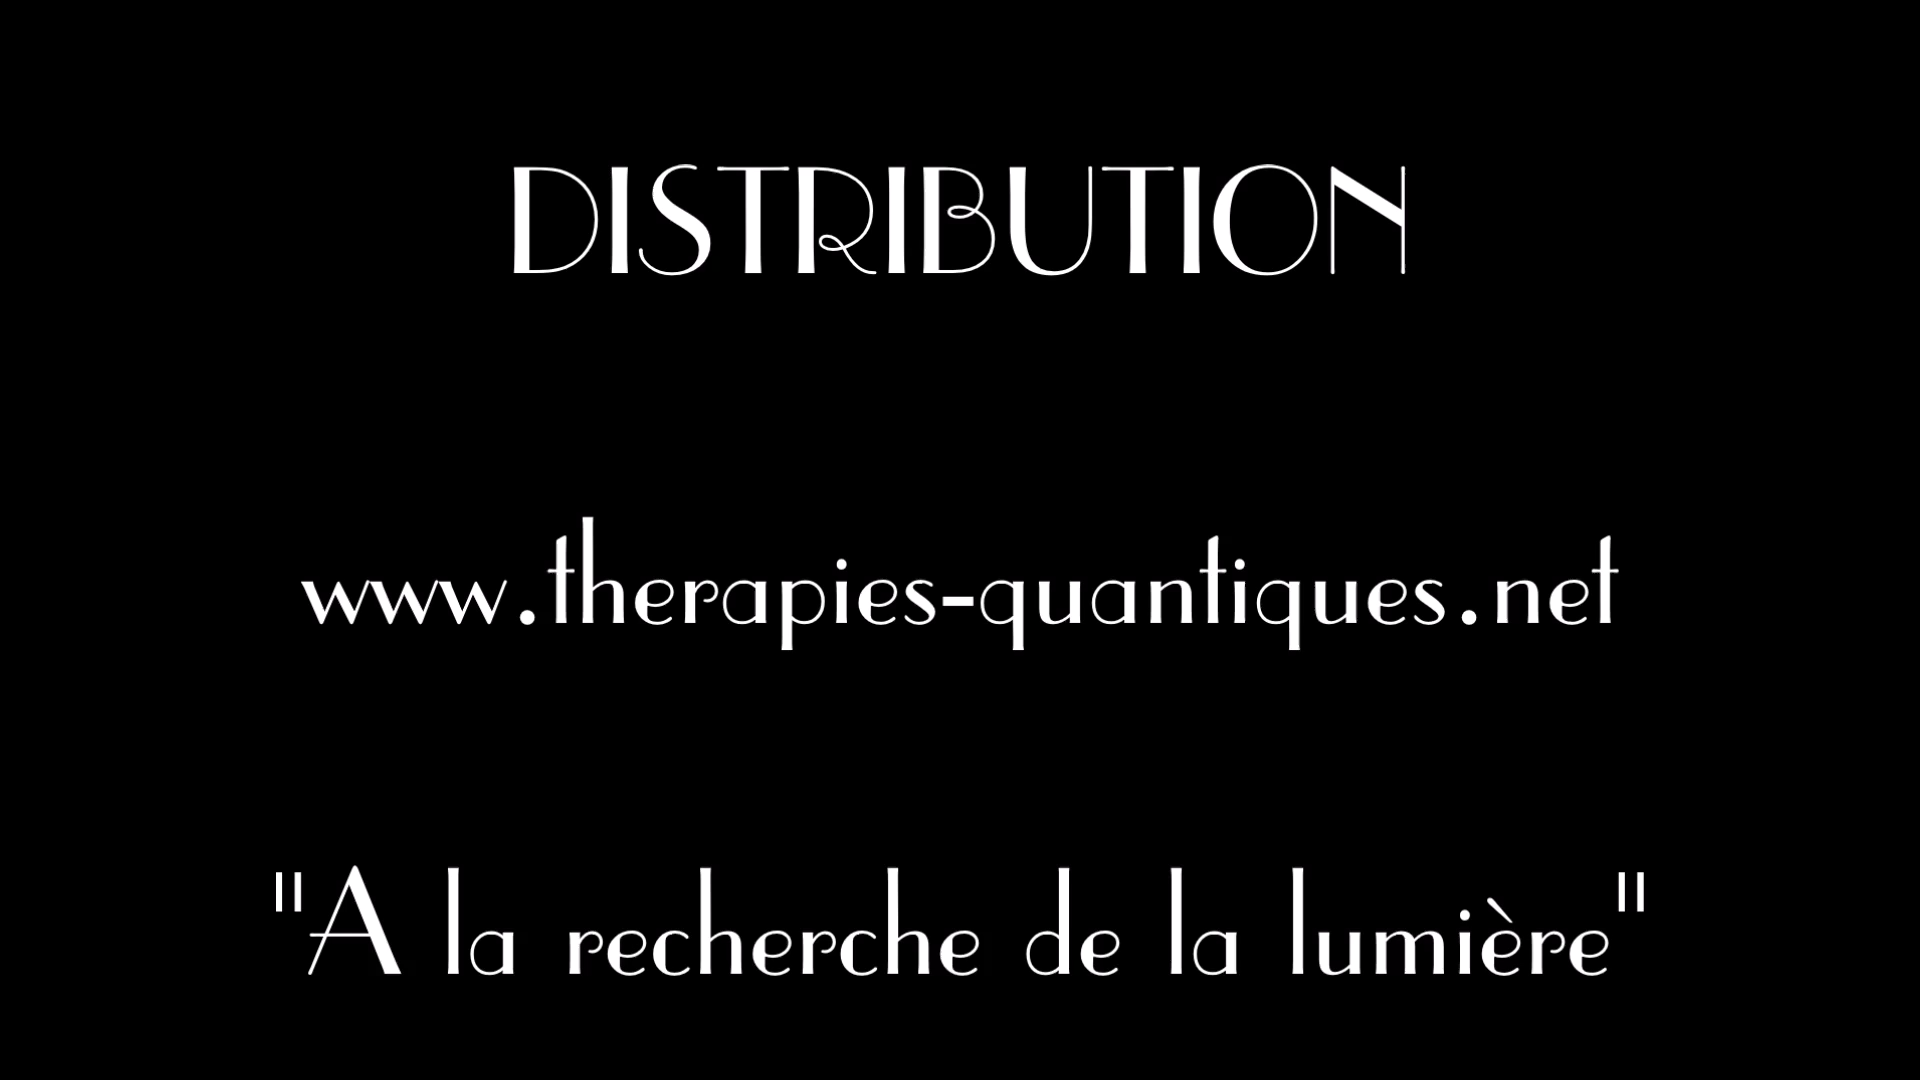 DISTRIBUTION
www.therapies-quantiques.net
"A la recherche de la lumière"